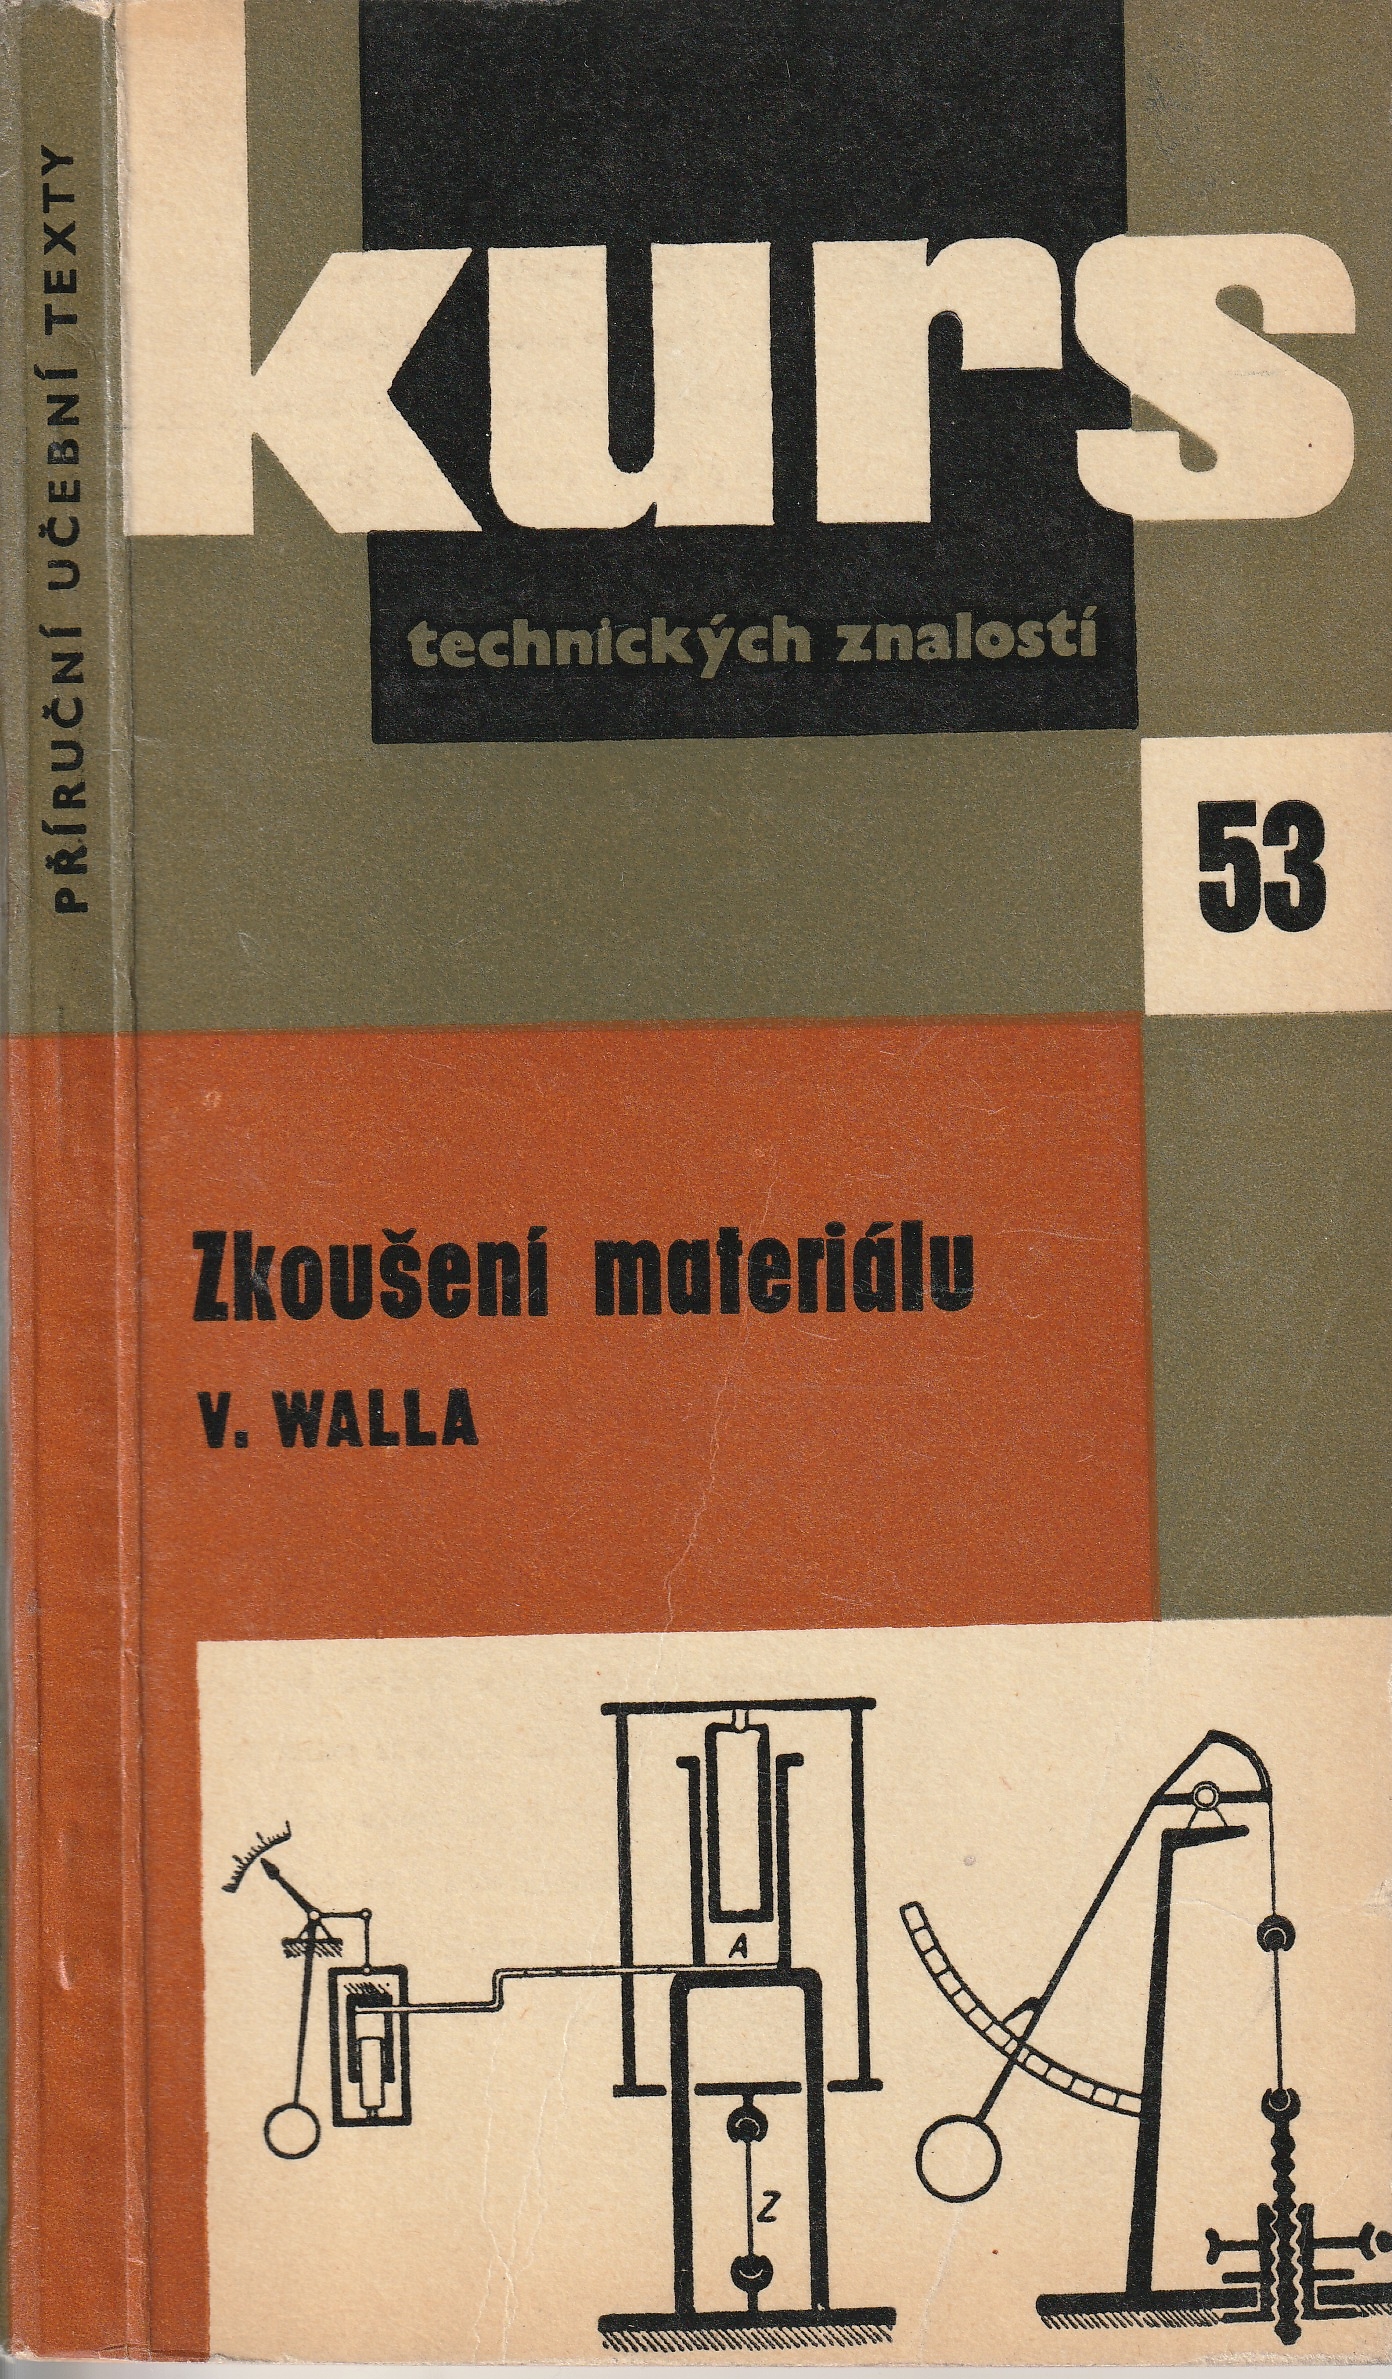 PŘÍRUČNÍ UČEBNÍ TEXTY
kurs
technických znalostí
53
Zkoušení materiálu
V. WALLA
A
Z